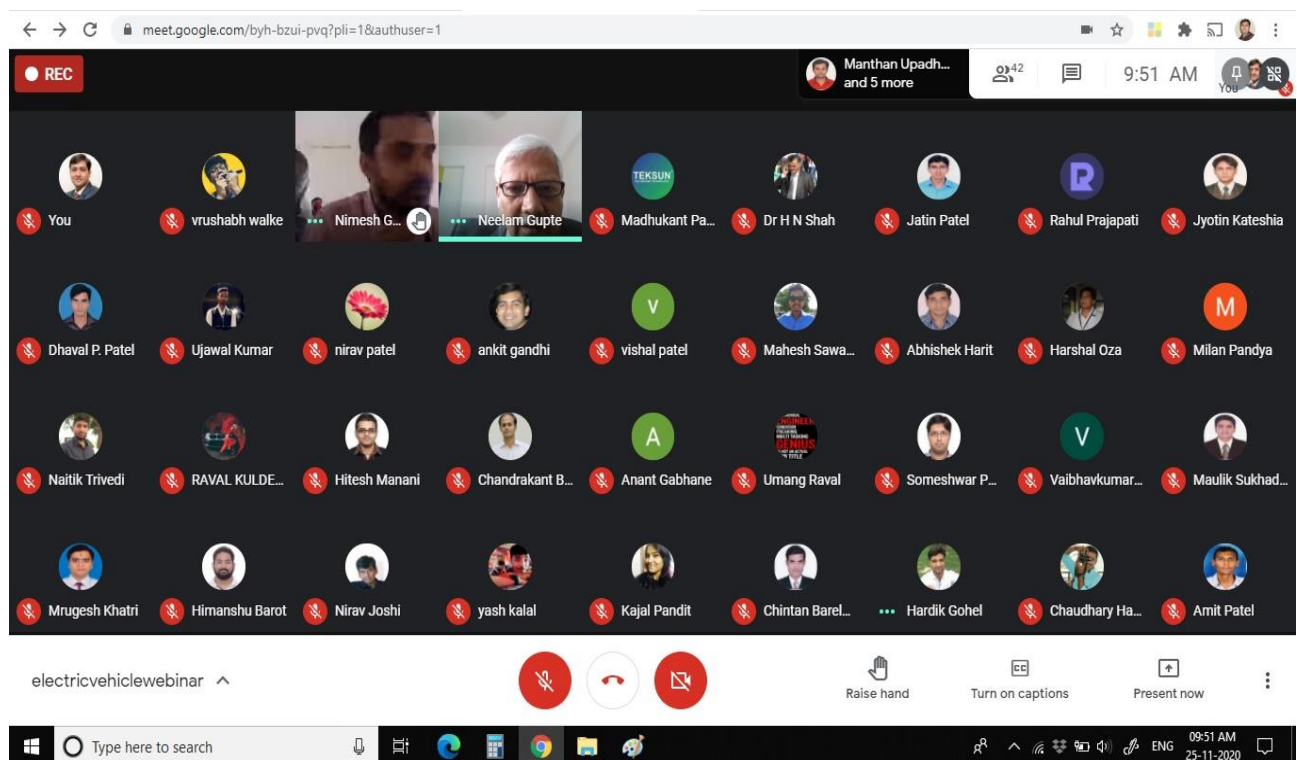 meet.google.com/byh-bzui-pvq?pli=1&authuser=1
REC
Manthan Upadh...
and 5 more
42
9:51 AM
You
TEKSUN
R
You
vrushabh walke
Nimesh G...
Neelam Gupte
Madhukant Pa...
Dr H N Shah
Jatin Patel
Rahul Prajapati
Jyotin Kateshia
V
M
Dhaval P. Patel
Ujawal Kumar
nirav patel
ankit gandhi
vishal patel
Mahesh Sawa...
Abhishek Harit
Harshal Oza
Milan Pandya
A
GENIUS
V
Naitik Trivedi
RAVAL KULDE...
Hitesh Manani
Chandrakant B...
Anant Gabhane
Umang Raval
Someshwar P...
Vaibhavkumar...
Maulik Sukhad...
Mrugesh Khatri
Himanshu Barot
Nirav Joshi
yash kalal
Kajal Pandit
Chintan Barel...
Hardik Gohel
Chaudhary Ha...
Amit Patel
electricvehiclewebinar
Raise hand
CC
Turn on captions
Present now
Type here to search
ENG
09:51 AM
25-11-2020